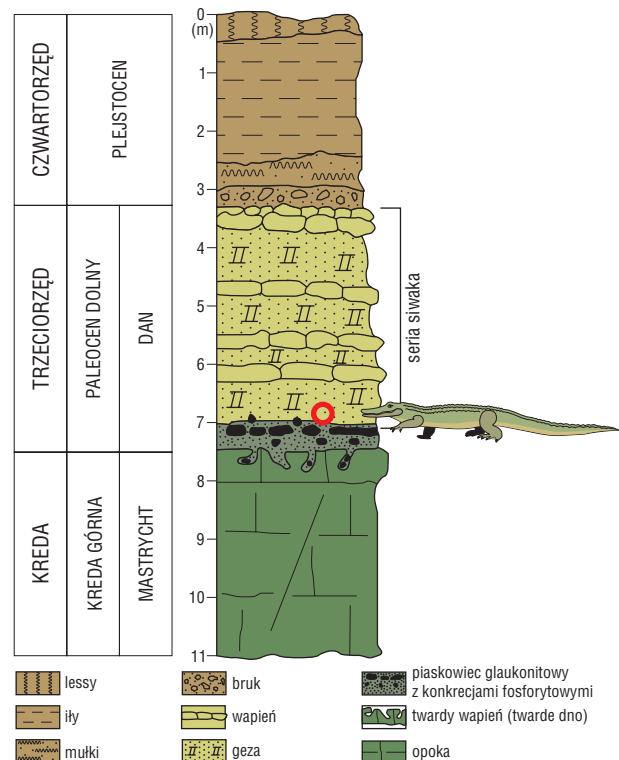 0
(m)
1
2
3
4
5
6
7
8
9
10
11
CZWARTORZĘD
PLEJSTOCEN
TRZECIORZĘD
PALEOCEN DOLNY
DAN
KREDA
KREDA GÓRNA
MASTRYCHT
seria siwaka
lessy
iły
mułki
bruk
wapień
geza
piaskowiec glaukonitowy
z konkrecjami fosforytowymi
twardy wapień (twarde dno)
opoka